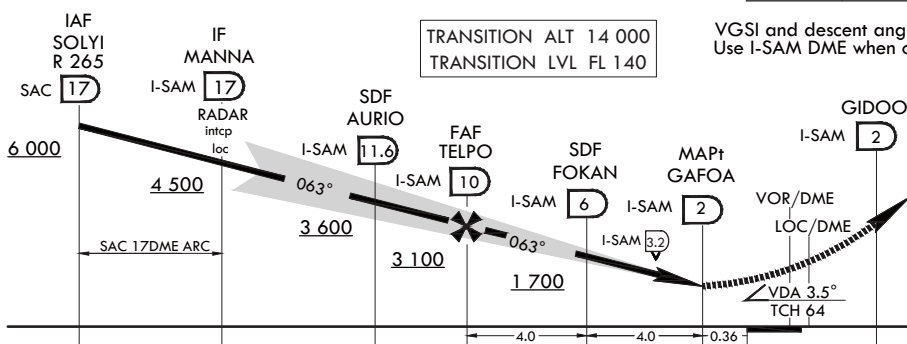 IAF
SOLYI
R 265
SAC 17
IF
MANNA
I-SAM 17
RADAR
intcp
loc
TRANSITION ALT 14 000
TRANSITION LVL FL 140
VGSI and descent ang
Use I-SAM DME when
SDF
AURIO
I-SAM 11.6
FAF
TELPO
I-SAM 10
SDF
FOKAN
I-SAM 6
MAPt
GAFOA
I-SAM 2
GIDOO
I-SAM 2
6 000
4 500
063°
3 600
3 100
063°
I-SAM 3.2
1 700
VOR/DME
LOC/DME
SAC 17DME ARC
VDA 3.5°
TCH 64
4.0
4.0
0.36